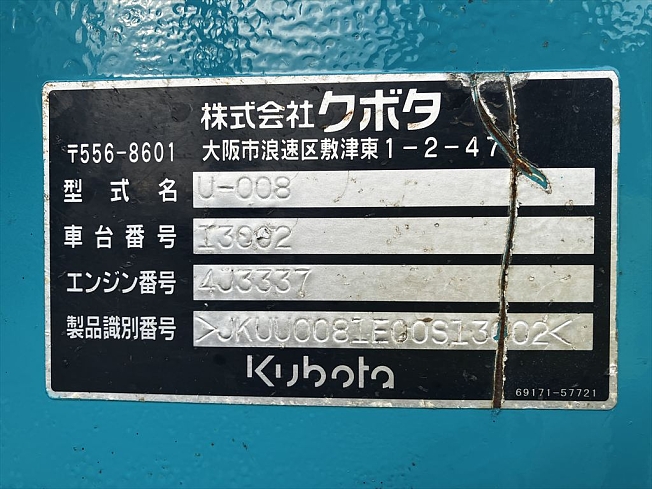 株式会社クボタ
〒556-8601 大阪市浪速区敷津東1-2-47
型式名 U-008
車台番号 13002
エンジン番号 4J3337
製品識別番号 >JKUU0081E00S13002<
Kubota
69171-57721